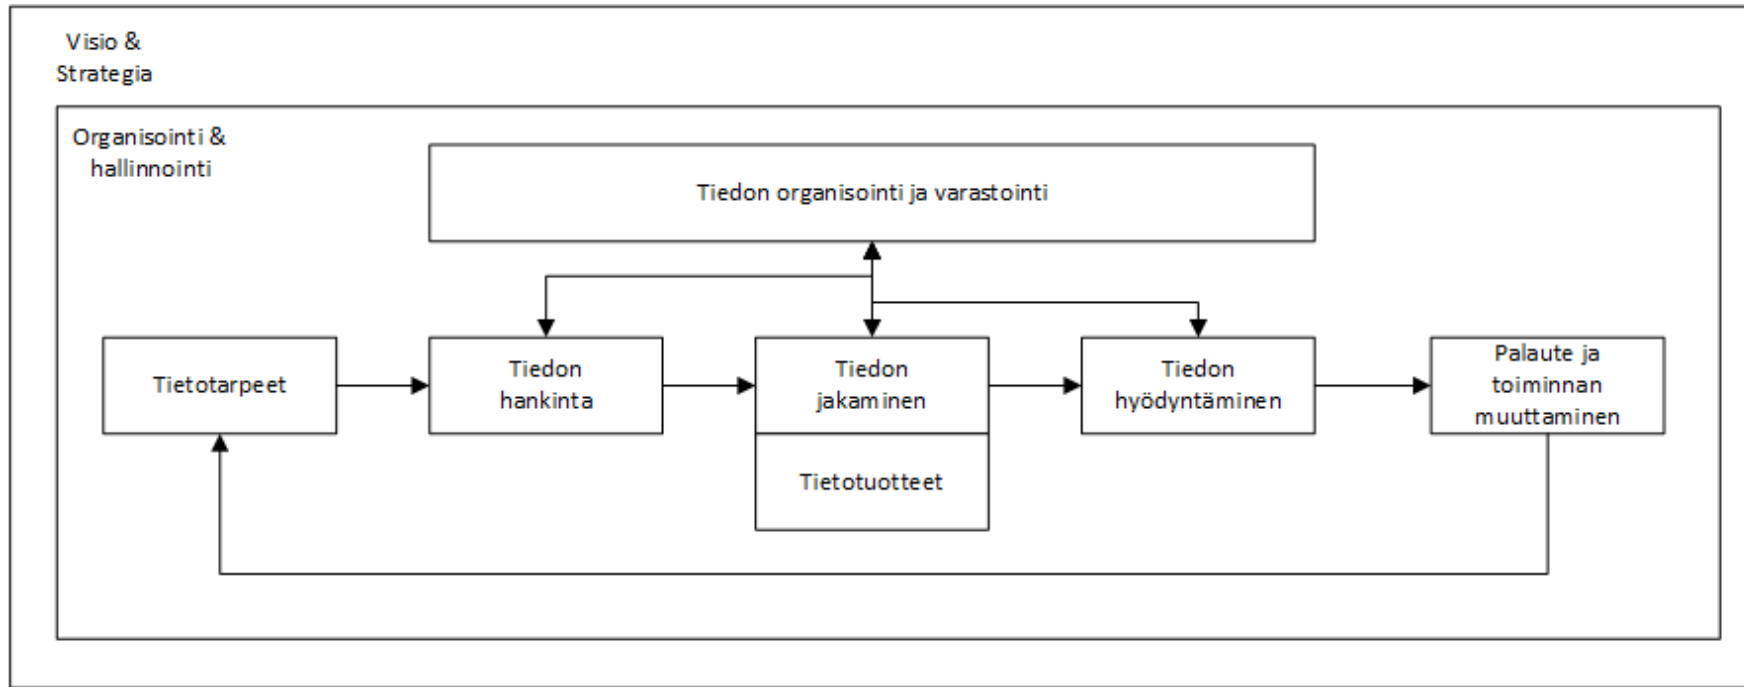 Visio &
Strategia
Organisointi &
hallinnointi
Tiedon organisointi ja varastointi
Tietotarpeet
Tiedon
hankinta
Tiedon
jakaminen
Tietotuotteet
Tiedon
hyödyntäminen
Palaute ja
toiminnan
muuttaminen